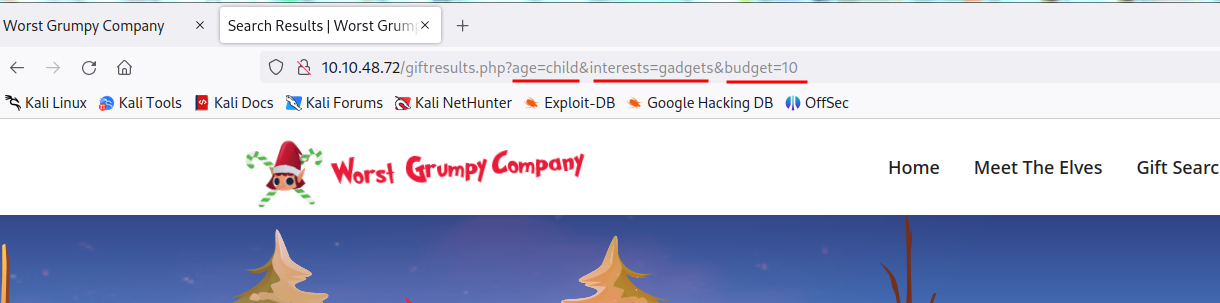 Worst Grumpy Company
Search Results | Worst Grum
10.10.48.72/giftresults.php?age=child&interests=gadgets&budget=10
Kali Linux Kali Tools Kali Docs Kali Forums Kali NetHunter Exploit-DB Google Hacking DB OffSec
Worst Grumpy Company Home Meet The Elves Gift Searc